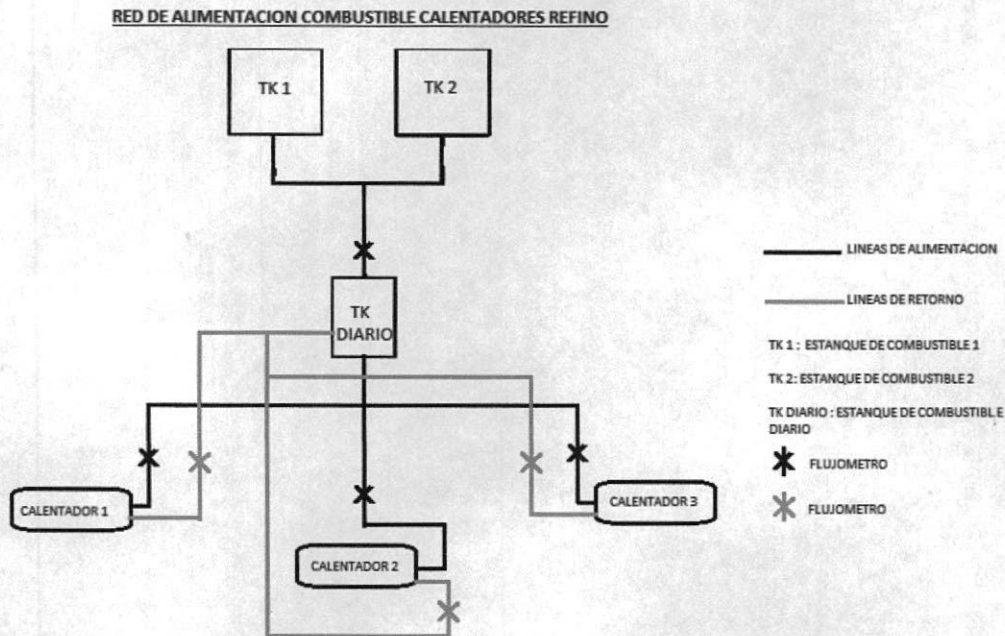 RED DE ALIMENTACION COMBUSTIBLE CALENTADORES REFINO
TK 1
TK 2
TK
DIARIO
CALENTADOR 1
CALENTADOR 2
CALENTADOR 3
LINEAS DE ALIMENTACION
LINEAS DE RETORNO
TK 1 : ESTANQUE DE COMBUSTIBLE 1
TK 2: ESTANQUE DE COMBUSTIBLE 2
TK DIARIO : ESTANQUE DE COMBUSTIBLE
DIARIO
FLUJOMETRO
FLUJOMETRO